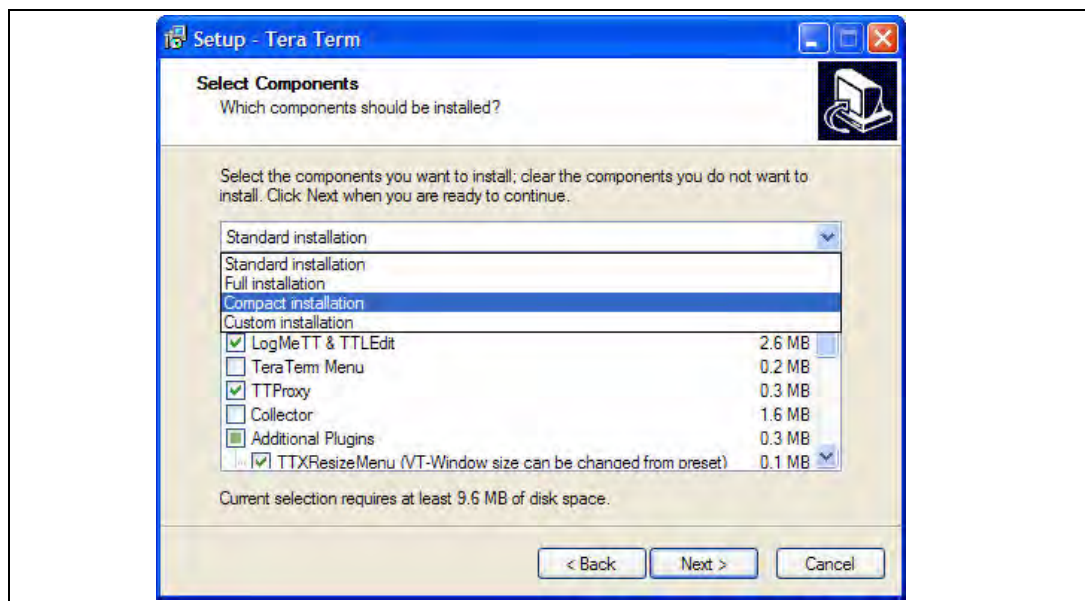 Setup - Tera Term
Select Components
Which components should be installed?
Select the components you want to install; clear the components you do not want to
install. Click Next when you are ready to continue.
Standard installation
Standard installation
Full installation
Compact installation
Custom installation
LogMeTT & TTLEdit 2.6 MB
TeraTerm Menu 0.2 MB
TTProxy 0.3 MB
Collector 1.6 MB
Additional Plugins 0.3 MB
TTXResizeMenu (VT-Window size can be changed from preset) 0.1 MB
Current selection requires at least 9.6 MB of disk space.
< Back Next > Cancel